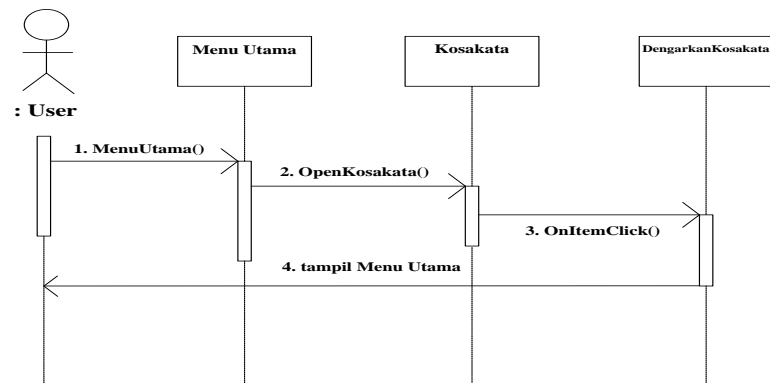 Menu Utama
Kosakata
DengarkanKosakata
: User
1. MenuUtama()
2. OpenKosakata()
3. OnItemClick()
4. tampil Menu Utama